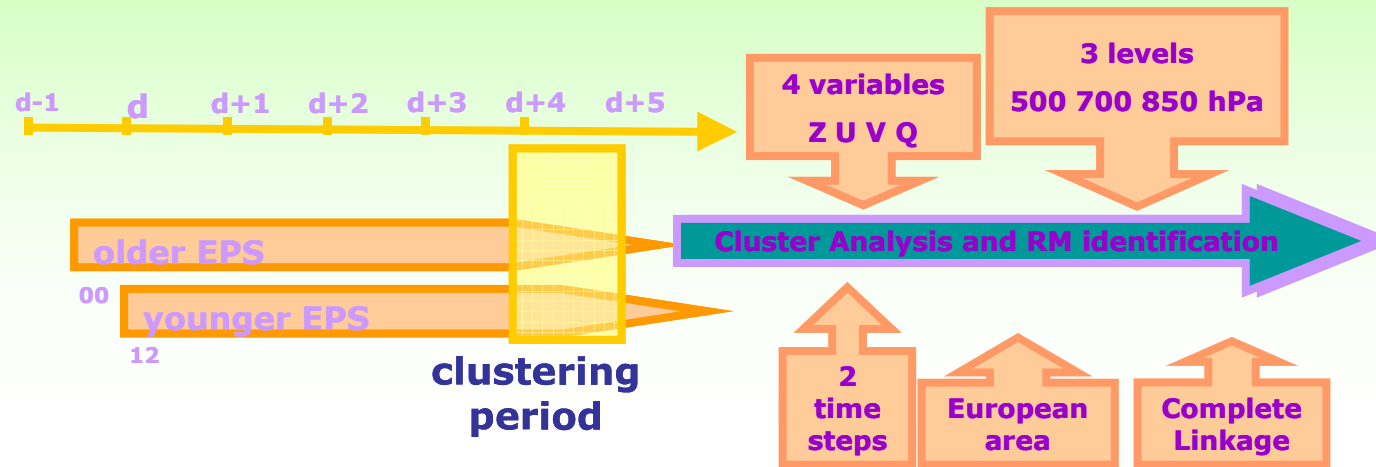 d-1
d
d+1
d+2
d+3
d+4
d+5
4 variables
Z U V Q
3 levels
500 700 850 hPa
older EPS
00
younger EPS
12
clustering
period
Cluster Analysis and RM identification
2
time
steps
European
area
Complete
Linkage